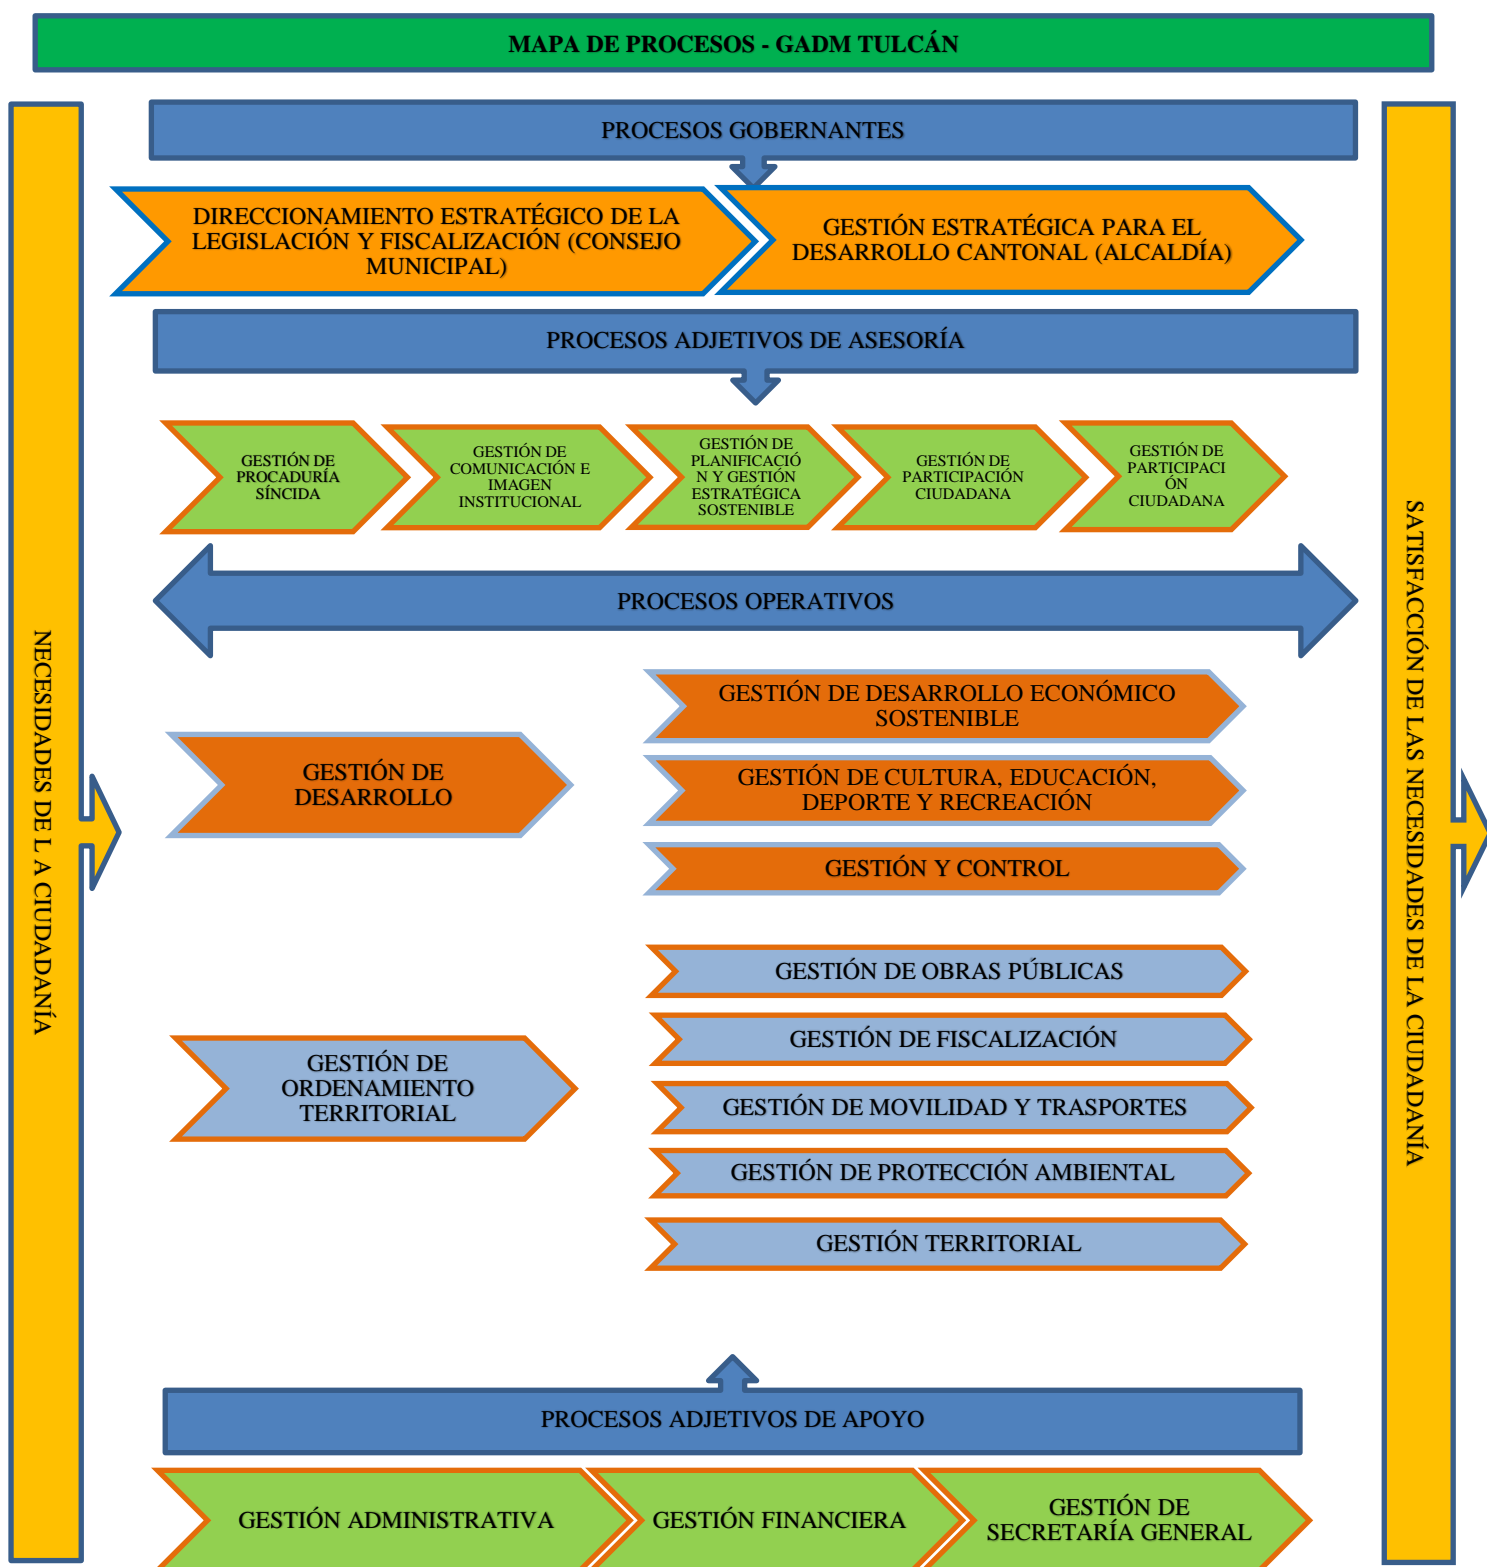 MAPA DE PROCESOS - GADM TULCÁN
PROCESOS GOBERNANTES
DIRECCIONAMIENTO ESTRATÉGICO DE LA
LEGISLACIÓN Y FISCALIZACIÓN (CONSEJO
MUNICIPAL)
GESTIÓN ESTRATÉGICA PARA EL
DESARROLLO CANTONAL (ALCALDÍA)
PROCESOS ADJETIVOS DE ASESORÍA
GESTIÓN DE
PROCADURÍA
SÍNCIDA
GESTIÓN DE
COMUNICACIÓN E
IMAGEN
INSTITUCIONAL
GESTIÓN DE
PLANIFICACIÓ
N Y GESTIÓN
ESTRATÉGICA
SOSTENIBLE
GESTIÓN DE
PARTICIPACIÓN
CIUDADANA
GESTIÓN DE
PARTICIPACI
ÓN
CIUDADANA
PROCESOS OPERATIVOS
NECESIDADES DE L A CIUDADANÍA
GESTIÓN DE
DESARROLLO
GESTIÓN DE DESARROLLO ECONÓMICO
SOSTENIBLE
GESTIÓN DE CULTURA, EDUCACIÓN,
DEPORTE Y RECREACIÓN
GESTIÓN Y CONTROL
GESTIÓN DE
ORDENAMIENTO
TERRITORIAL
GESTIÓN DE OBRAS PÚBLICAS
GESTIÓN DE FISCALIZACIÓN
GESTIÓN DE MOVILIDAD Y TRASPORTES
GESTIÓN DE PROTECCIÓN AMBIENTAL
GESTIÓN TERRITORIAL
SATISFACCIÓN DE LAS NECESIDADES DE LA CIUDADANÍA
PROCESOS ADJETIVOS DE APOYO
GESTIÓN ADMINISTRATIVA
GESTIÓN FINANCIERA
GESTIÓN DE
SECRETARÍA GENERAL